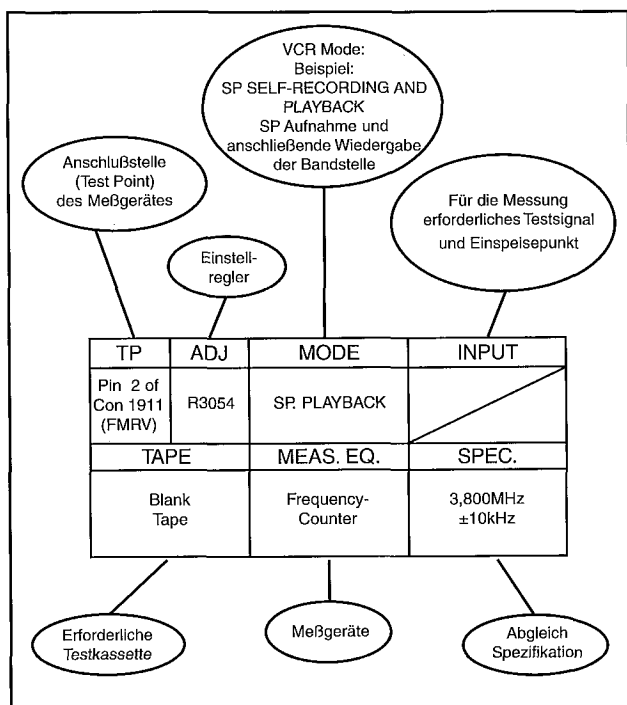 VCR Mode:
Beispiel:
SP SELF-RECORDING AND
PLAYBACK
SP Aufnahme und
anschließende Wiedergabe
der Bandstelle
Anschlußstelle
(Test Point)
des Meßgerätes
Für die Messung
erforderliches Testsignal
und Einspeisepunkt
Einstell-
regler
TP ADJ MODE INPUT
Pin 2 of
Con 1911
(FMRV)
R3054
SP. PLAYBACK
TAPE MEAS. EQ. SPEC.
Blank
Tape
Frequency-
Counter
3,800MHz
±10kHz
Erforderliche
Testkassette
Meßgeräte
Abgleich
Spezifikation